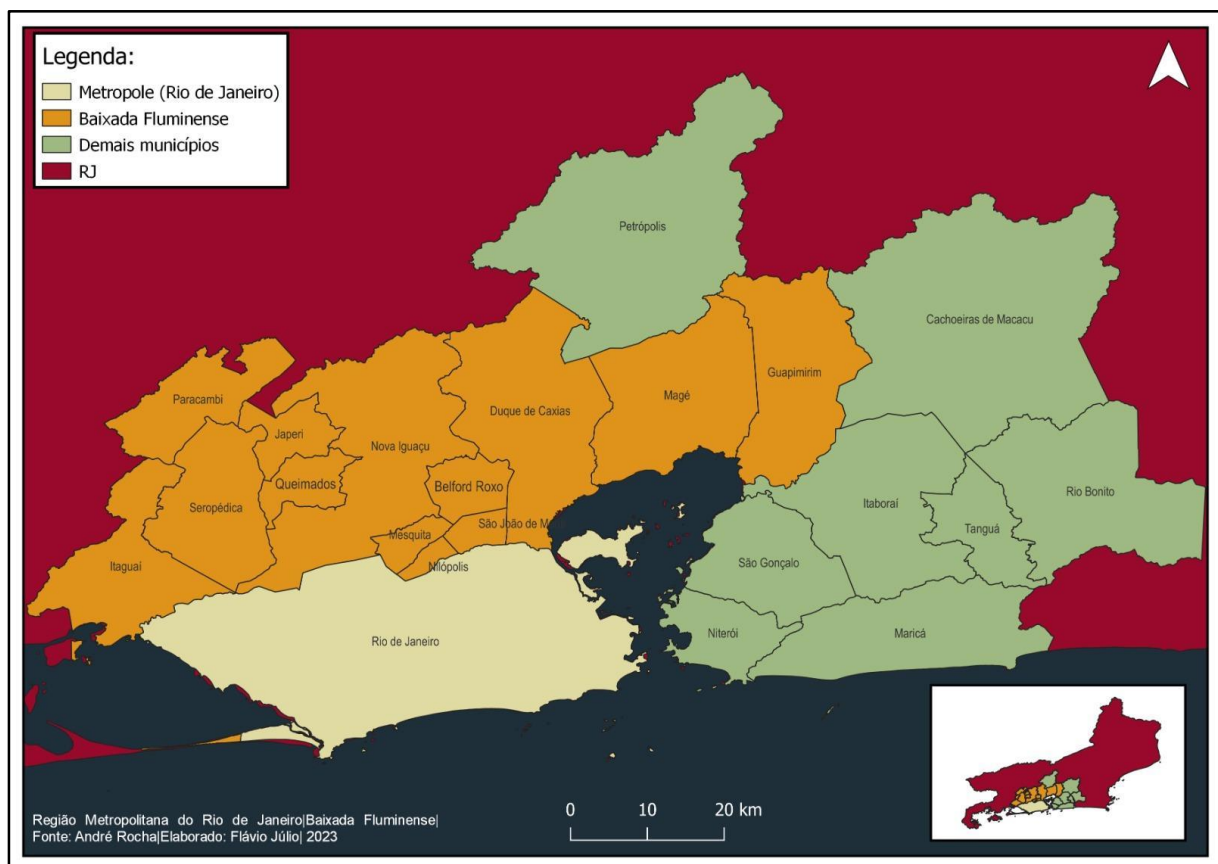 Legenda:
Metropole (Rio de Janeiro)
Baixada Fluminense
Demais municípios
RJ
Petrópolis
Cachoeiras de Macacu
Guapimirim
Paracambi
Magé
Duque de Caxias
Japeri
Nova Iguaçu
Queimados
Belford Roxo
Rio Bonito
Seropédica
Itaboraí
São João de M
Tanguá
Mesquita
São Gonçalo
Itaguaí
Nilópolis
Rio de Janeiro
Niterói
Maricá
0 10 20 km
Região Metropolitana do Rio de Janeiro|Baixada Fluminense|
Fonte: André Rocha|Elaborado: Flávio Júlio| 2023